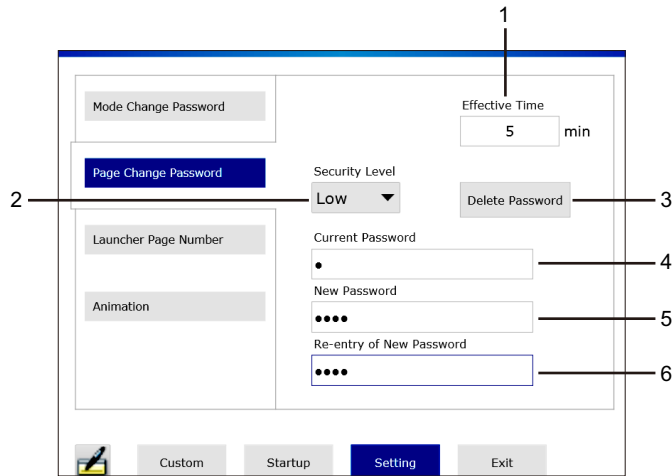 1
Mode Change Password
Effective Time
5 min
Page Change Password
Security Level
2
Low
Delete Password
3
Launcher Page Number
Current Password
●
4
New Password
Animation
●●●●
5
Re-entry of New Password
●●●●
6
Custom
Startup
Setting
Exit